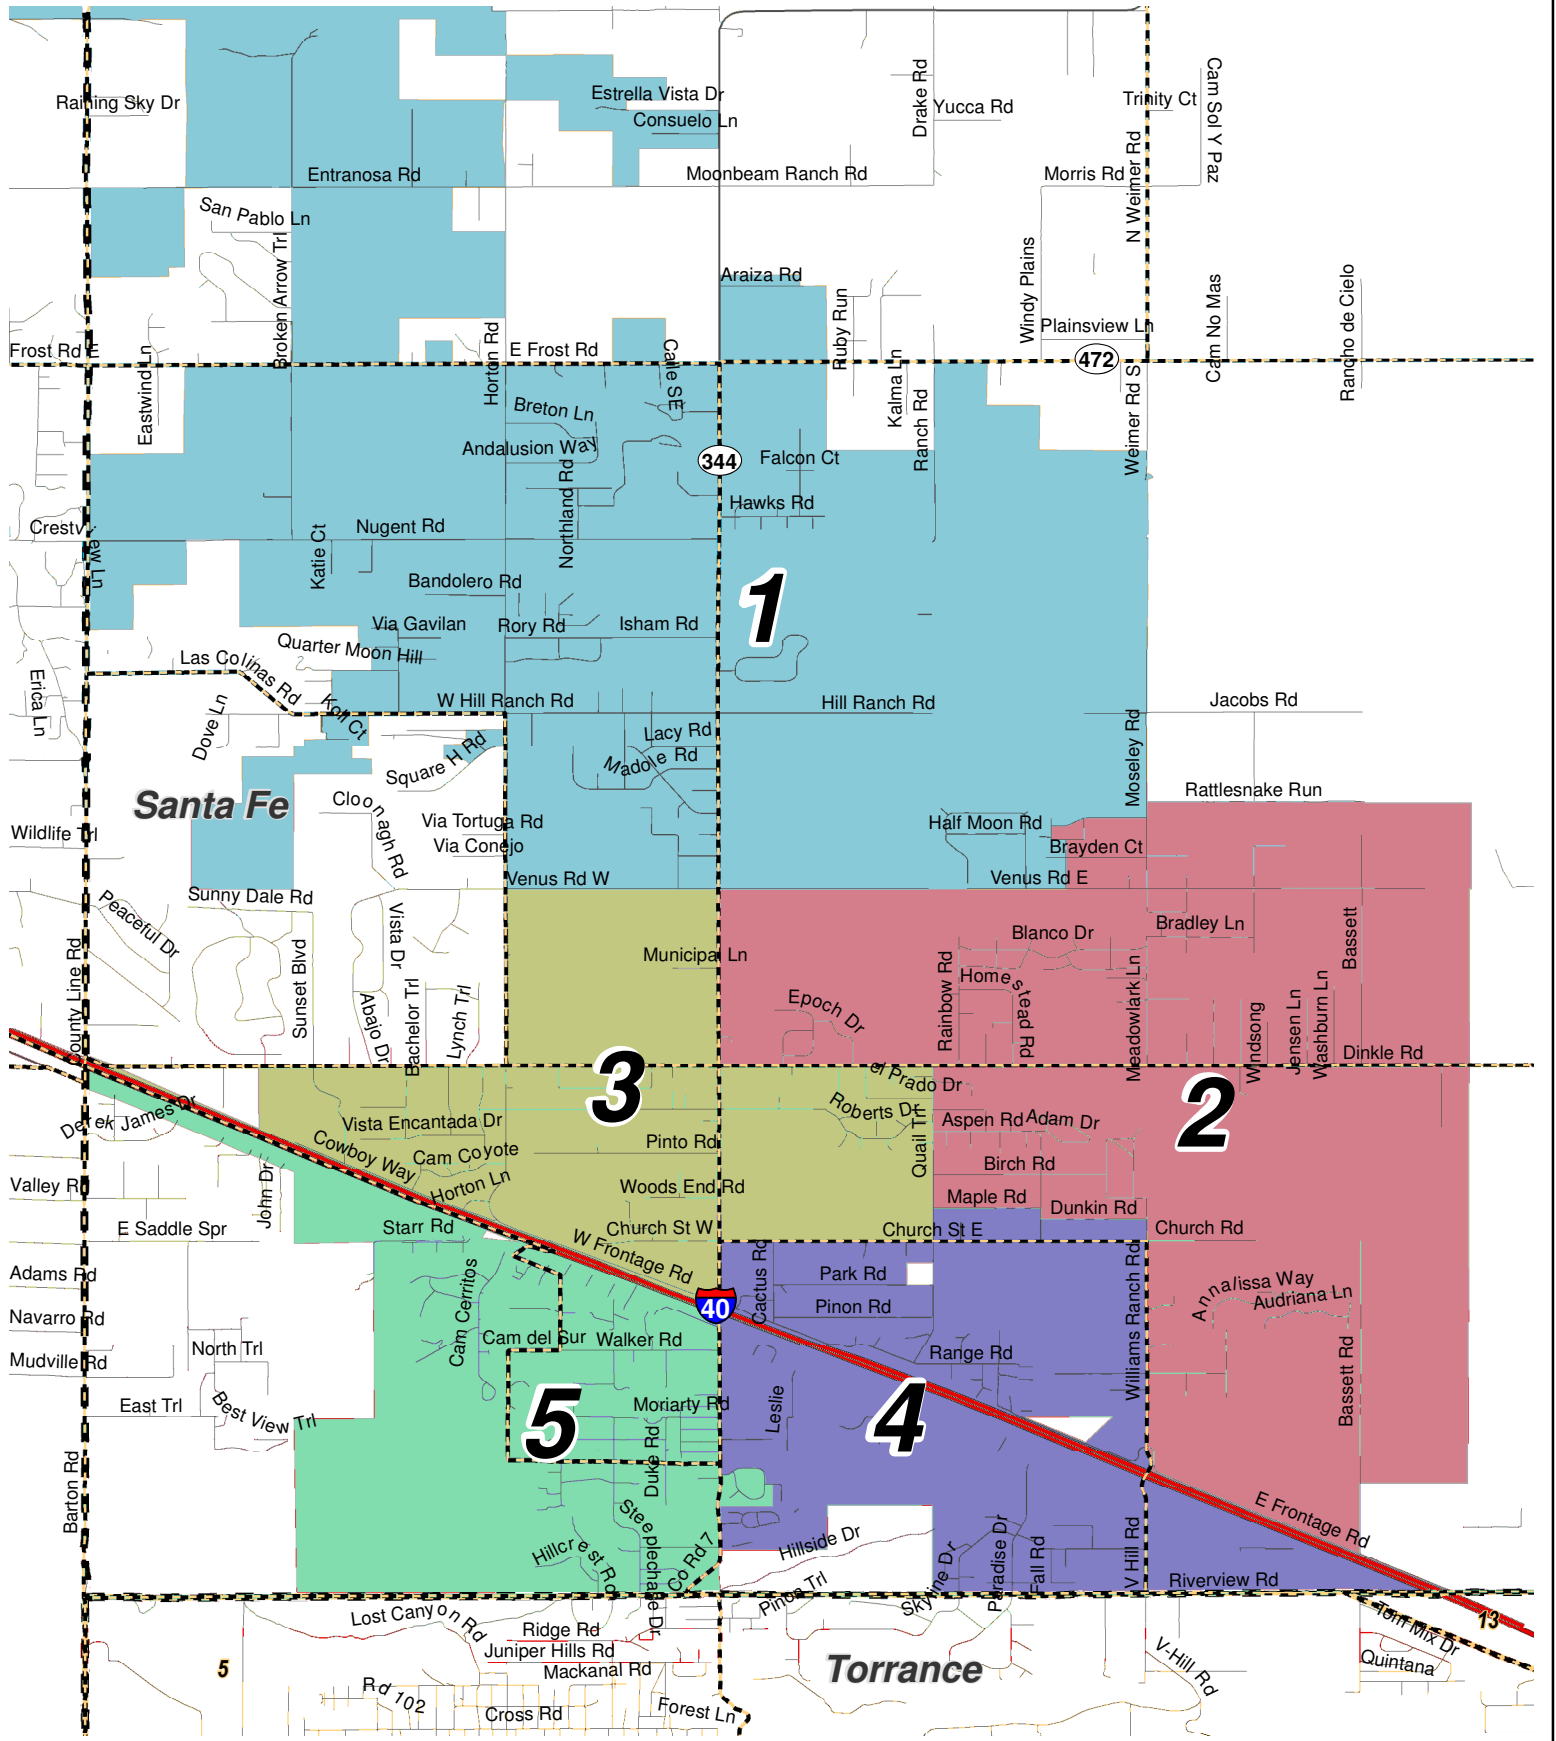 Raining Sky Dr
Estrella Vista Dr
Consuelo Ln
Drake Rd
Yucca Rd
Trinity Ct
Cam Sol Y Paz
N Weimer Rd
Entranosa Rd
Moonbeam Ranch Rd
Morris Rd
San Pablo Ln
Broken Arrow Trl
Araiza Rd
Ruby Run
Windy Plains
Plainsview Ln
Cam No Mas
Rancho de Cielo
Frost Rd E
Eastwind Ln
Horton Rd
E Frost Rd
Calle SE
472
Kalma Ln
Ranch Rd
Weimer Rd S
Breton Ln
Andalusion Way
344
Falcon Ct
Northland Rd
Hawks Rd
Crestview Ln
Katie Ct
Nugent Rd
Bandolero Rd
1
Via Gavilan
Rory Rd
Isham Rd
Quarter Moon Hill
Las Colinas Rd
Erica Ln
Dove Ln
Kolf Ct
W Hill Ranch Rd
Hill Ranch Rd
Jacobs Rd
Lacy Rd
Madole Rd
Square H Rd
Moseley Rd
Santa Fe
Rattlesnake Run
Cloonagh Rd
Wildlife Trl
Via Tortuga Rd
Via Conejo
Half Moon Rd
Brayden Ct
Venus Rd W
Venus Rd E
Sunny Dale Rd
Peaceful Dr
Vista Dr
Bradley Ln
Bassett
Blanco Dr
Municipal Ln
County Line Rd
Sunset Blvd
Abajo Dr
Bachelor Trl
Lynch Trl
Epoch Dr
Rainbow Rd
Homestead Rd
Meadowlark Ln
Windsong
Jensen Ln
Washburn Ln
Dinkle Rd
3
el Prado Dr
2
Derek James Dr
Vista Encantada Dr
Roberts Dr
Quail Trl
Aspen Rd
Adam Dr
Cowboy Way
Cam Coyote
Pinto Rd
Birch Rd
Valley R
John Dr
Horton Ln
Woods End Rd
Maple Rd
Dunkin Rd
E Saddle Spr
Starr Rd
Church St W
Church St E
Church Rd
W Frontage Rd
Adams Rd
Cam Cerritos
Cactus Rd
Park Rd
Pinon Rd
Williams Ranch Rd
Annalissa Way
Audriana Ln
40
Navarro Rd
North Trl
Cam del Sur
Walker Rd
Range Rd
Mudville Rd
Bassett Rd
East Trl
Best View Trl
5
Moriarty Rd
Leslie
4
Duke Rd
Barton Rd
Steeplechase Dr
Hillcrest Rd
Co Rd 7
Hillside Dr
Skyline Dr
Paradise Dr
Fall Rd
V Hill Rd
E Frontage Rd
Riverview Rd
Pinon Trl
Lost Canyon Rd
Ridge Rd
Juniper Hills Rd
Mackanal Rd
13
Tom Mix Dr
Quintana
5
Torrance
V-Hill Rd
Rd 102
Cross Rd
Forest Ln